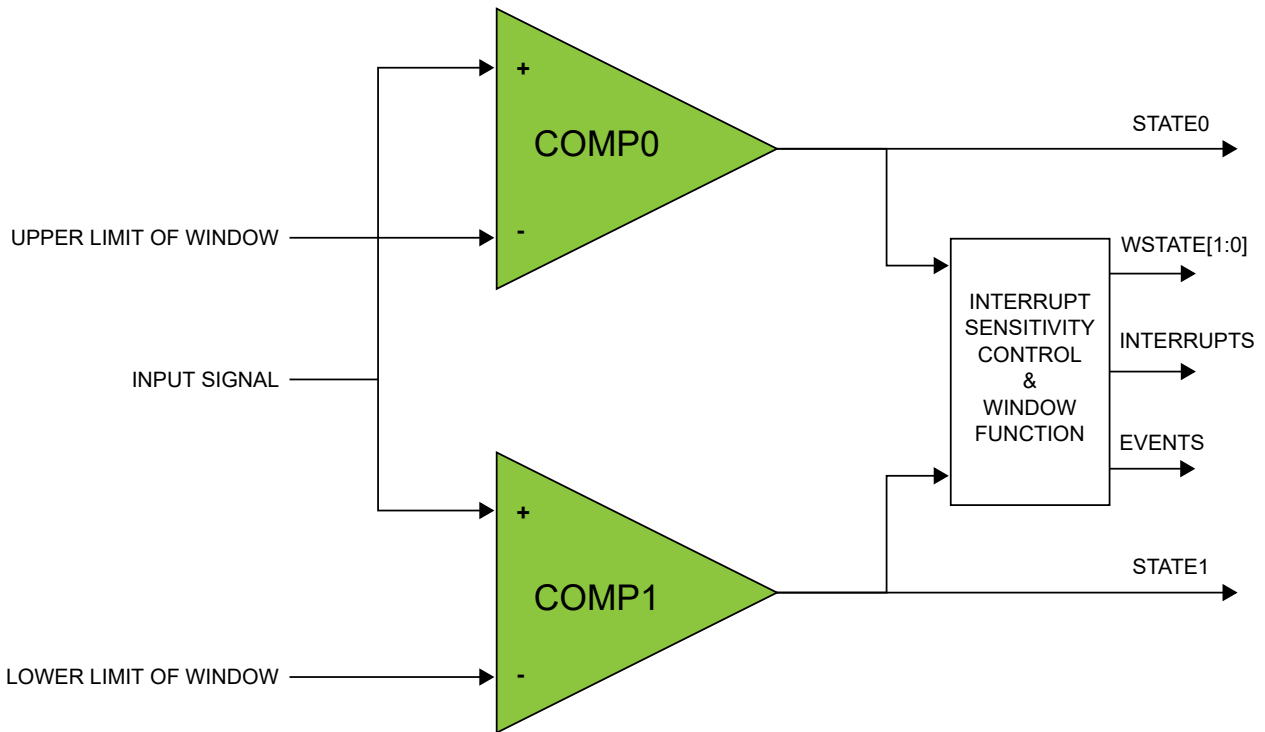 +
COMP0
-
STATE0
UPPER LIMIT OF WINDOW
WSTATE[1:0]
INTERRUPT
SENSITIVITY
CONTROL
&
WINDOW
FUNCTION
INTERRUPTS
EVENTS
INPUT SIGNAL
+
COMP1
-
STATE1
LOWER LIMIT OF WINDOW